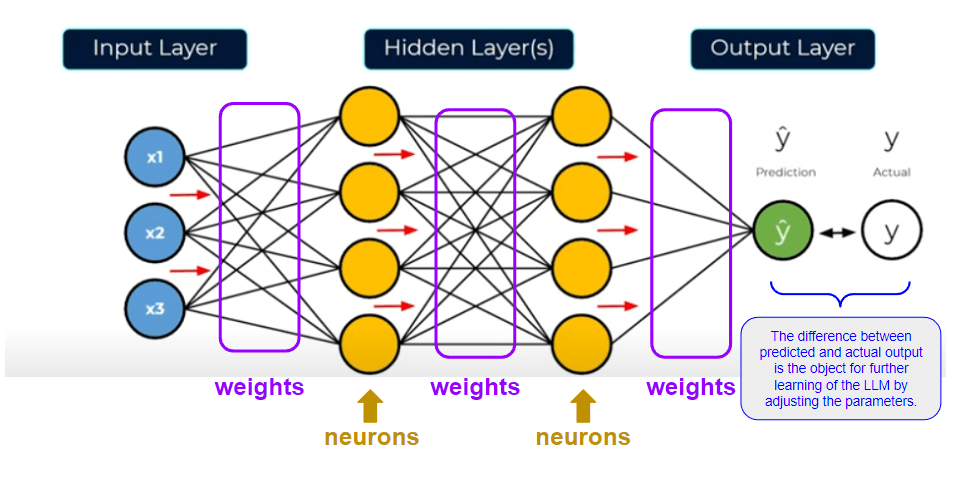 Input Layer
Hidden Layer(s)
Output Layer
x1
x2
x3
ŷ
y
Prediction
Actual
ŷ
y
The difference between
predicted and actual output
is the object for further
learning of the LLM by
adjusting the parameters.
weights
weights
weights
neurons
neurons